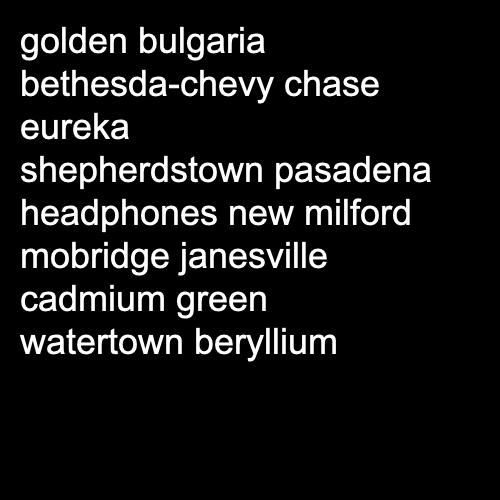 golden bulgaria
bethesda-chevy chase
eureka
shepherdstown pasadena
headphones new milford
mobridge janesville
cadmium green
watertown beryllium